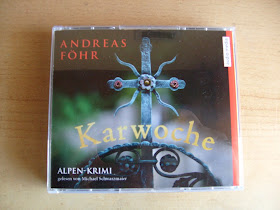 ANDREAS
FÖHR
Karwoche
ALPEN-KRIMI
gelesen von Michael Schwarzmaier